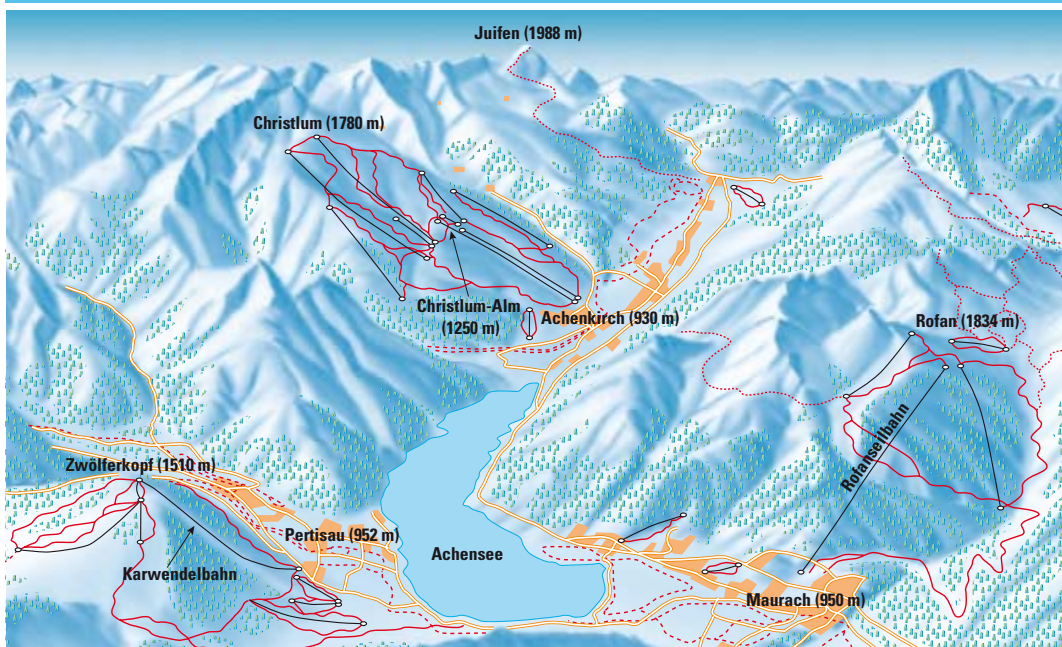 Juifen (1988 m)
Christlum (1780 m)
Christlum-Alm
(1250 m)
Achenkirch (930 m)
Rofan (1834 m)
Rofanseilbahn
Zwölferkopf (1510 m)
Pertisau (952 m)
Achensee
Karwendelbahn
Maurach (950 m)